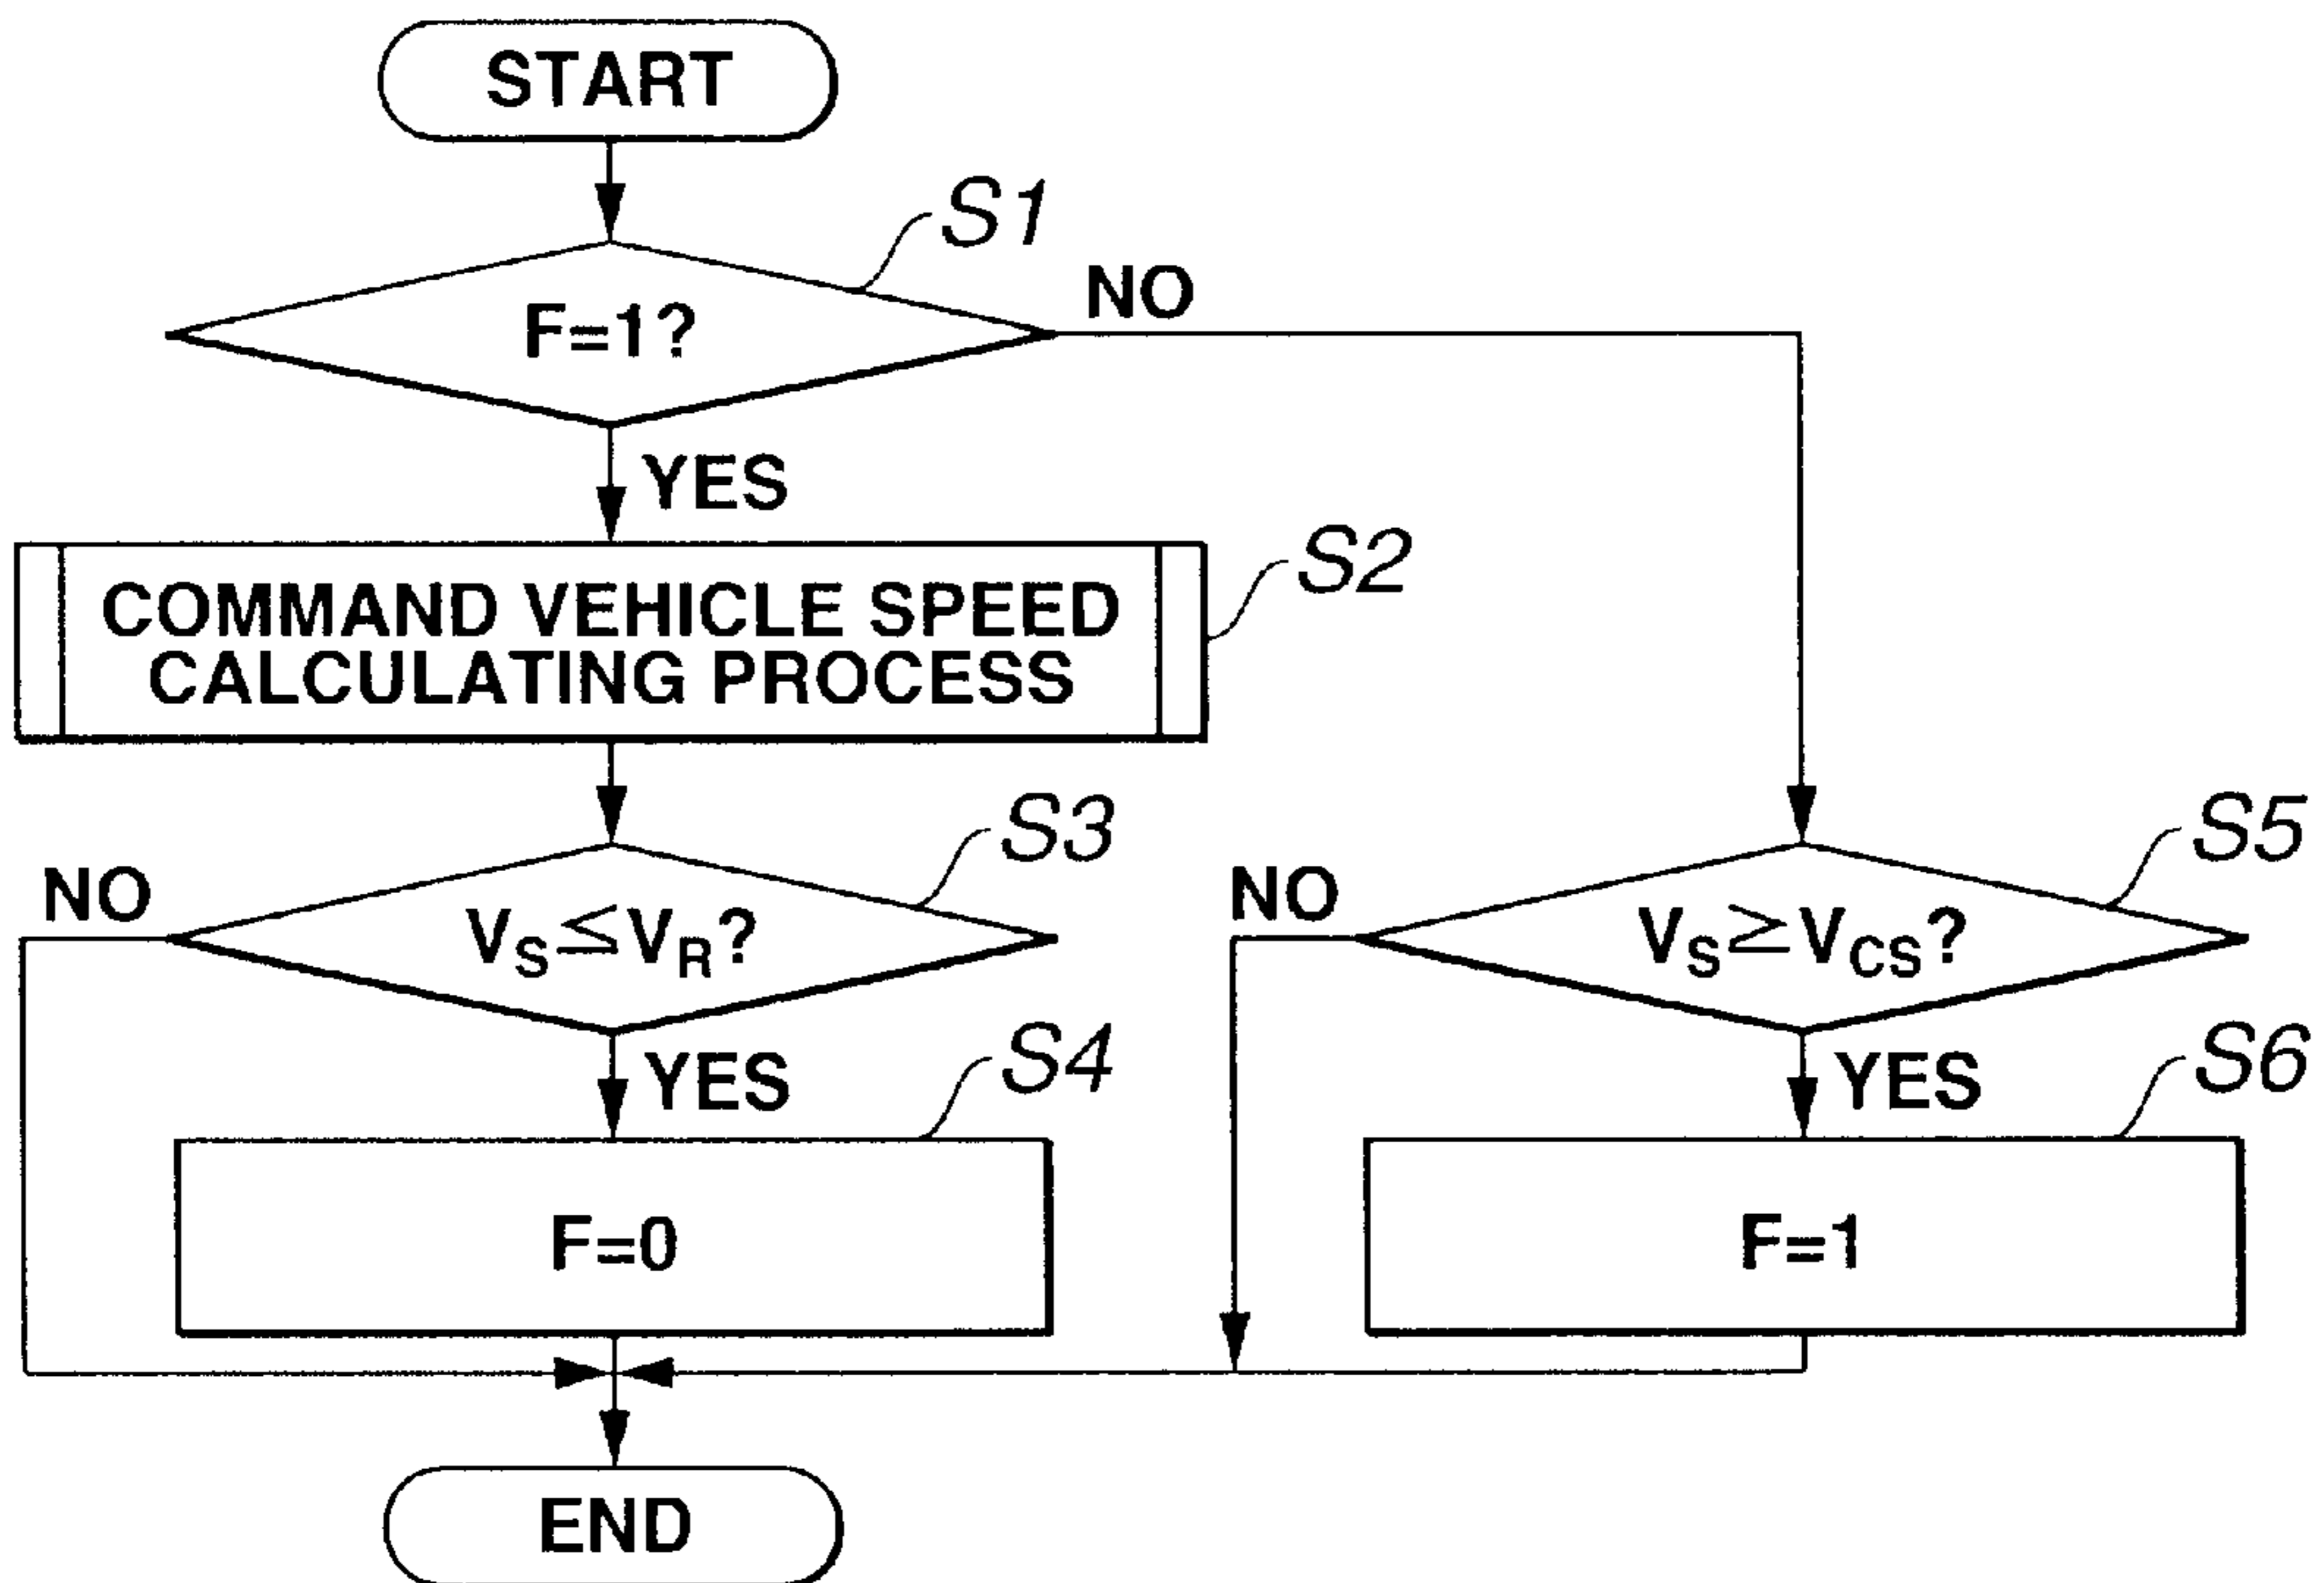 START
S1
F=1?
NO
YES
COMMAND VEHICLE SPEED
CALCULATING PROCESS
S2
S3
NO
VS≦VR?
YES
S4
F=0
S5
NO
VS≧VCS?
YES
S6
F=1
END